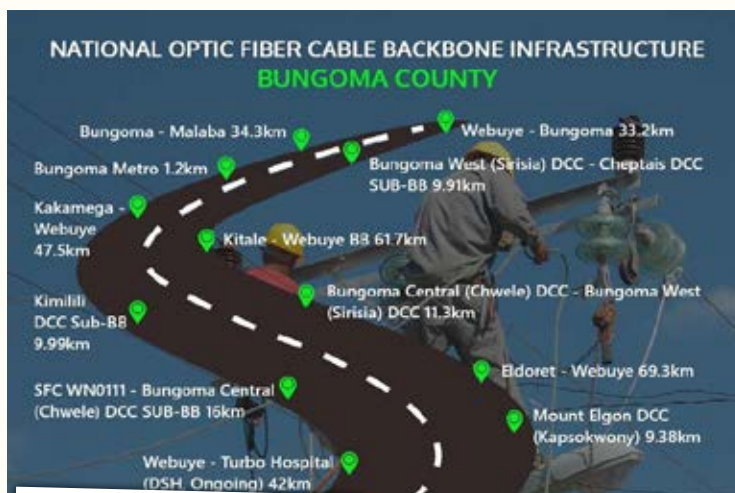 NATIONAL OPTIC FIBER CABLE BACKBONE INFRASTRUCTURE
BUNGOMA COUNTY
Webuye - Bungoma 33.2km
Bungoma - Malaba 34.3km
Bungoma West (Sirisia) DCC - Cheptais DCC
SUB-BB 9.91km
Bungoma Metro 1.2km
Kakamega -
Webuye
47.5km
Kitale - Webuye BB 61.7km
Bungoma Central (Chwele) DCC - Bungoma West
(Sirisia) DCC 11.3km
Kimilili
DCC Sub-BB
9.99km
Eldoret - Webuye 69.3km
SFC WN0111 - Bungoma Central
(Chwele) DCC SUB-BB 16km
Mount Elgon DCC
(Kapsokwony) 9.38km
Webuye - Turbo Hospital
(DSH, Ongoing) 42km